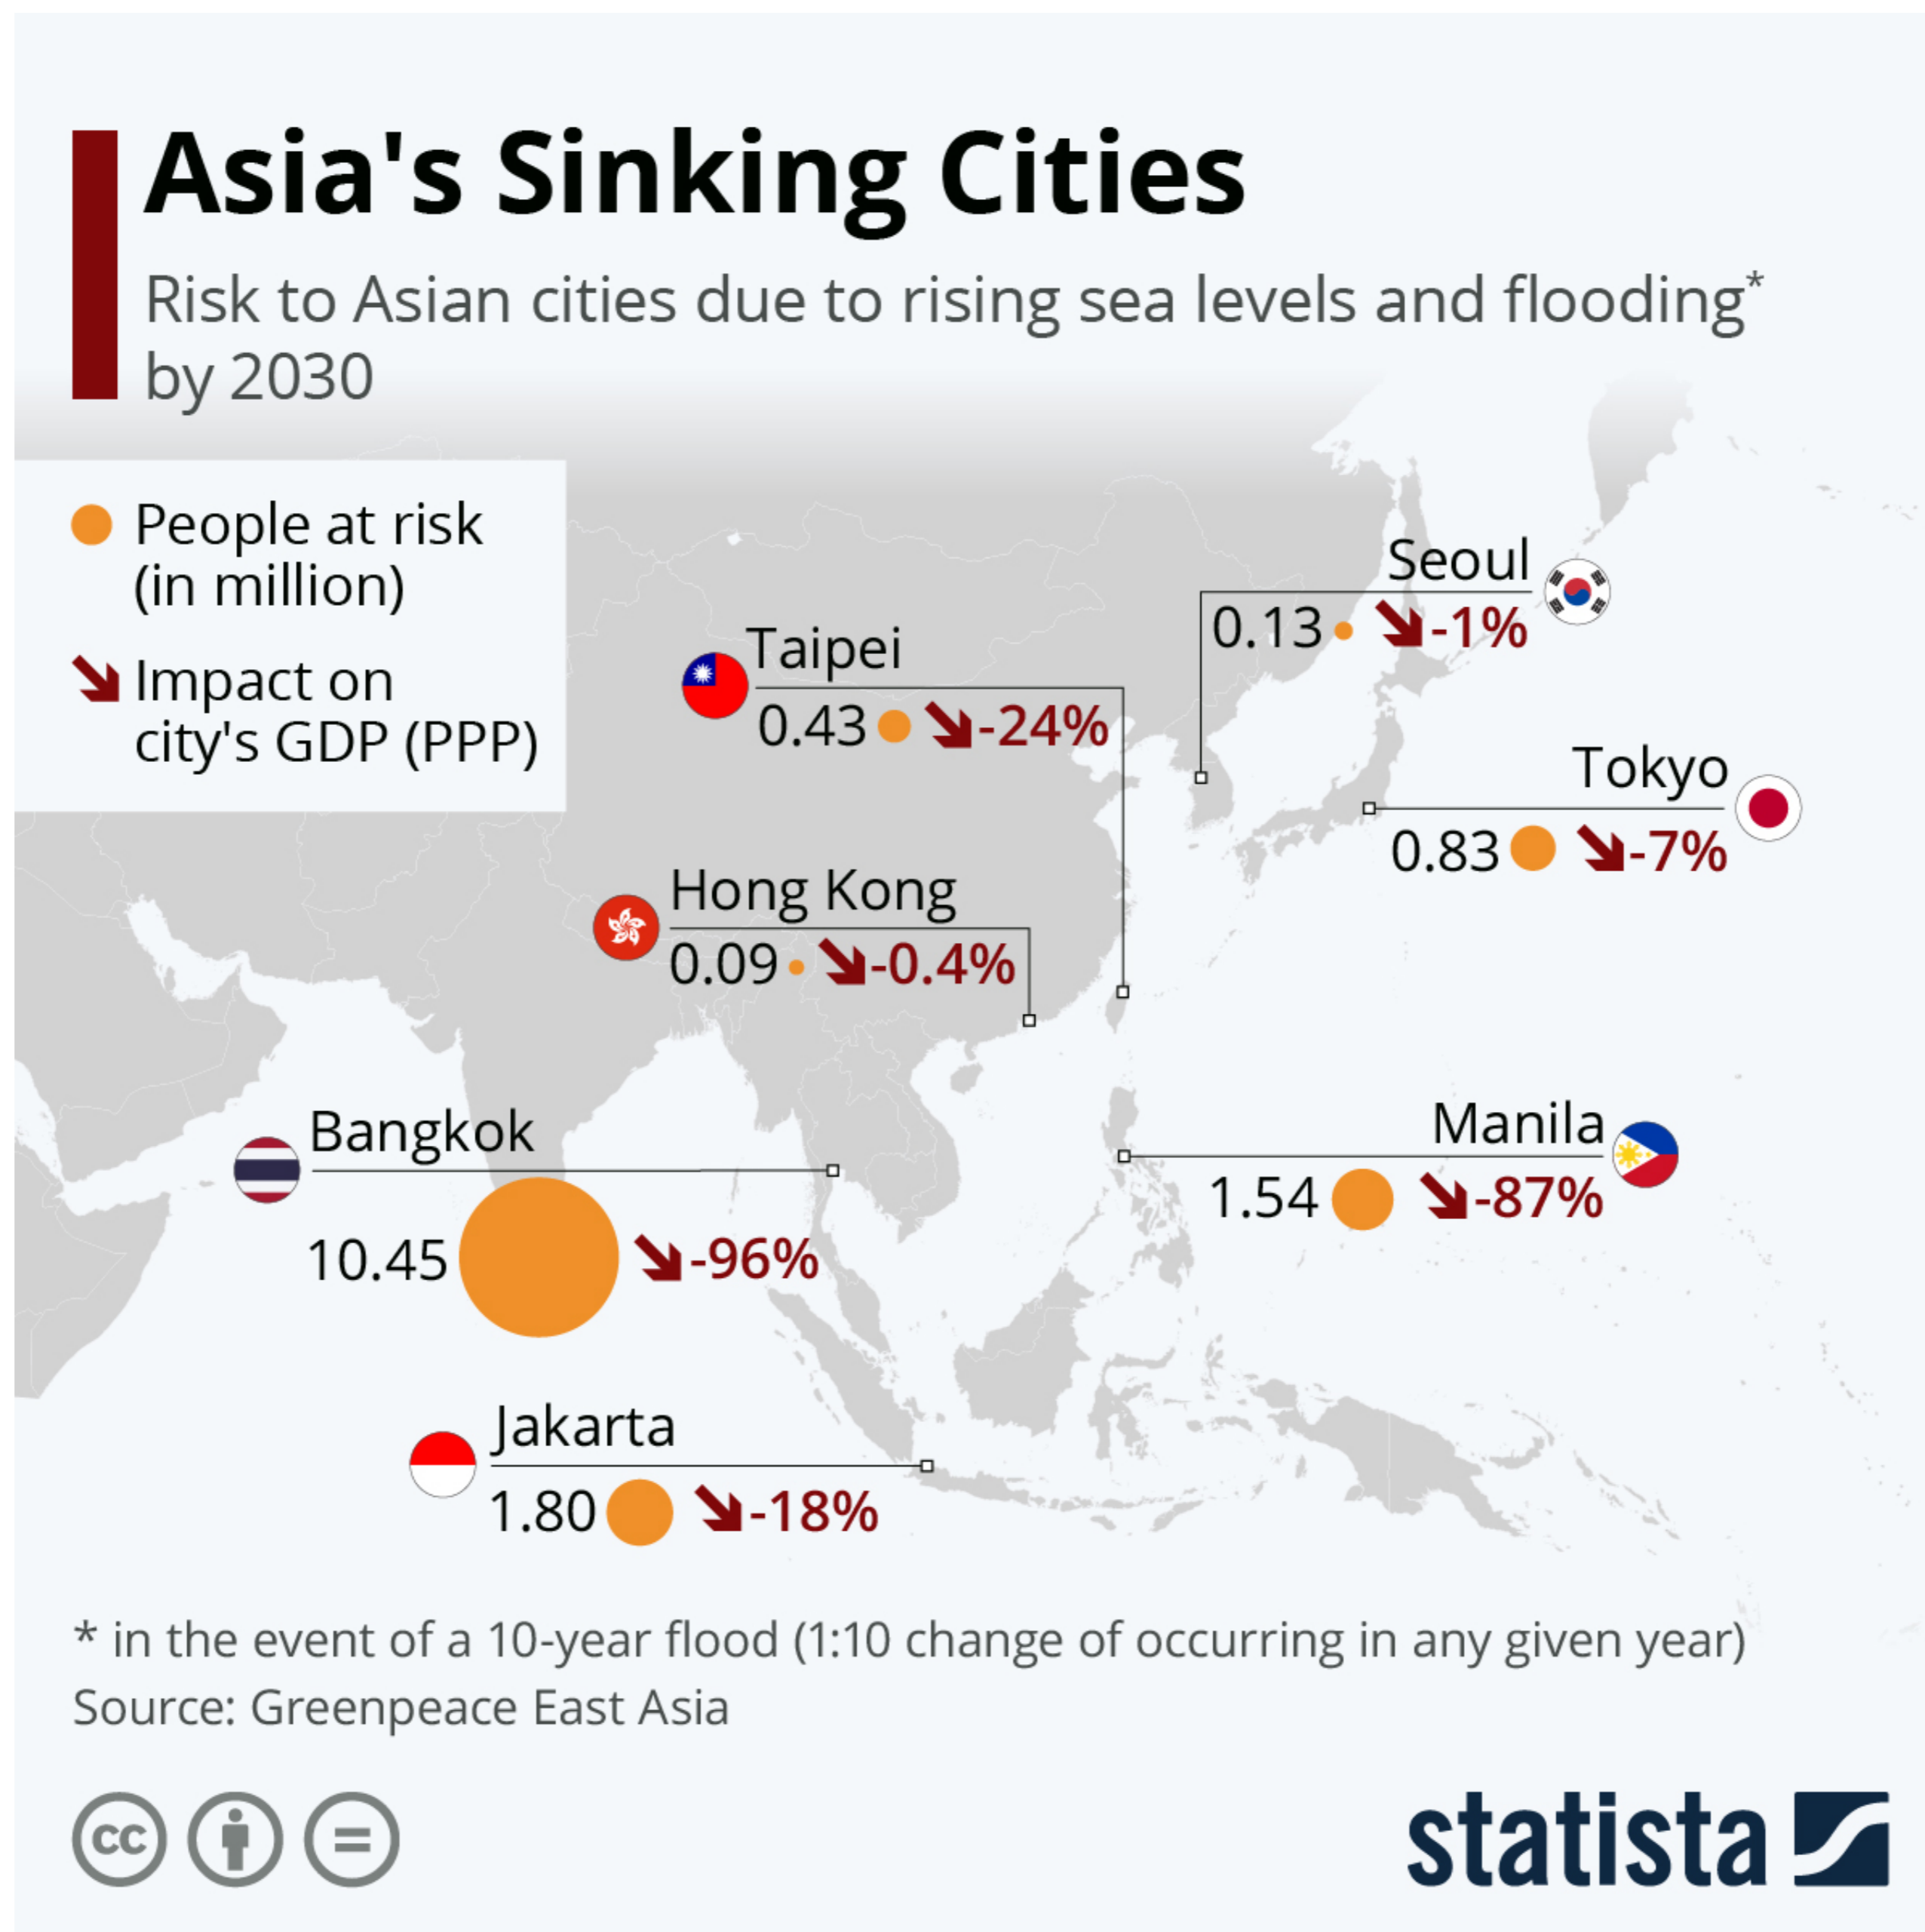 Asia's Sinking Cities
Risk to Asian cities due to rising sea levels and flooding*
by 2030
People at risk
(in million)
Impact on
city's GDP (PPP)
Seoul
0.13 -1%
Taipei
0.43 -24%
Tokyo
0.83 -7%
Hong Kong
0.09 -0.4%
Bangkok
10.45 -96%
Manila
1.54 -87%
Jakarta
1.80 -18%
* in the event of a 10-year flood (1:10 change of occurring in any given year)
Source: Greenpeace East Asia
cc
statista